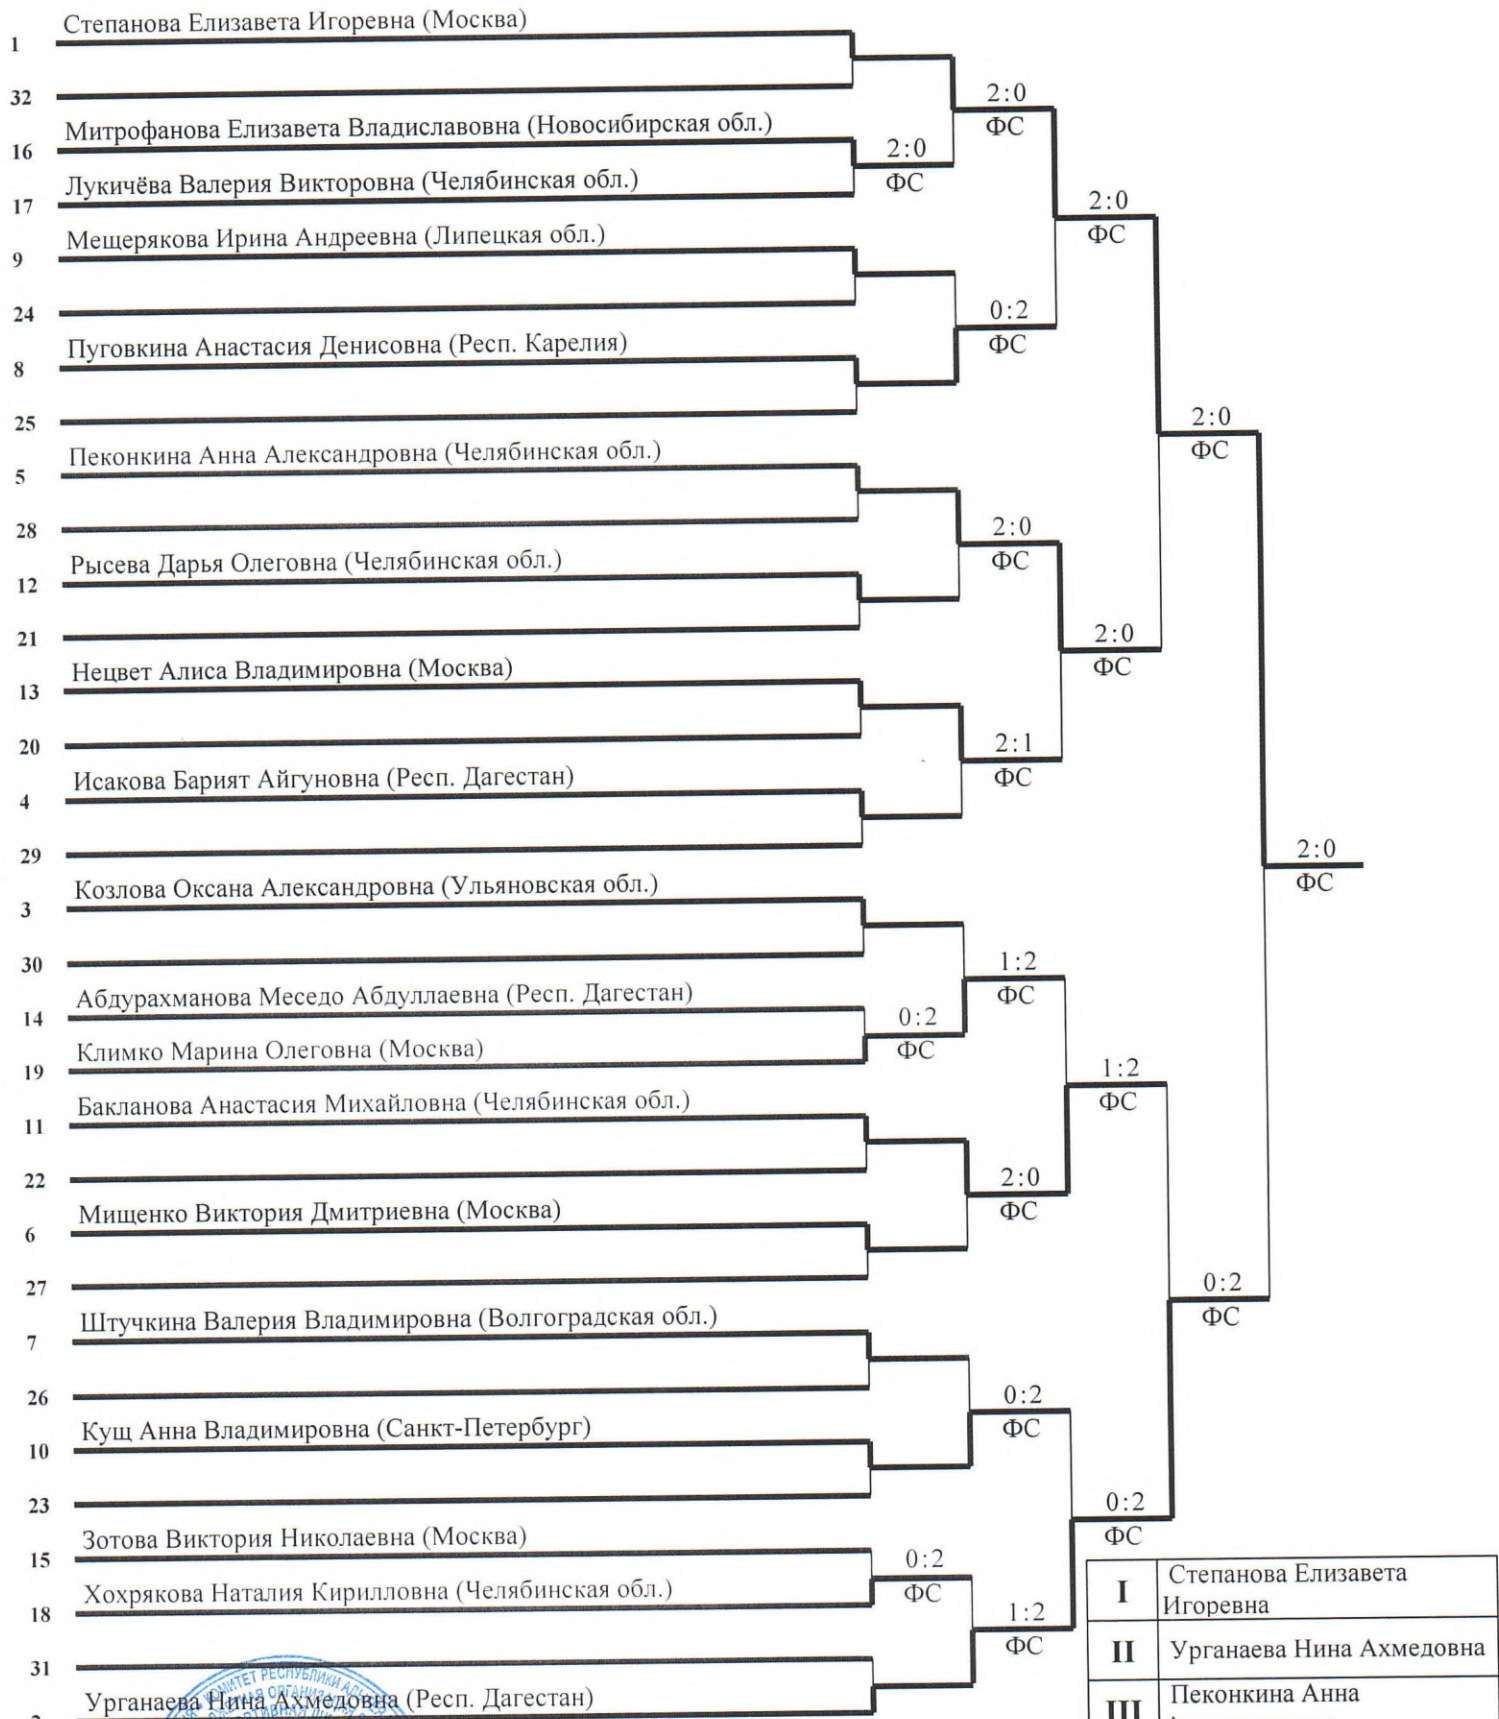 Степанова Елизавета Игоревна (Москва)
1
32
2:0
ФС
Митрофанова Елизавета Владиславовна (Новосибирская обл.)
16
2:0
ФС
Лукичёва Валерия Викторовна (Челябинская обл.)
17
2:0
ФС
Мещерякова Ирина Андреевна (Липецкая обл.)
9
24
0:2
ФС
Пуговкина Анастасия Денисовна (Респ. Карелия)
8
25
2:0
ФС
Пеконкина Анна Александровна (Челябинская обл.)
5
28
2:0
ФС
Рысева Дарья Олеговна (Челябинская обл.)
12
21
2:0
ФС
Нецвет Алиса Владимировна (Москва)
13
20
2:1
ФС
Исакова Барият Айгуновна (Респ. Дагестан)
4
29
2:0
ФС
Козлова Оксана Александровна (Ульяновская обл.)
3
30
1:2
ФС
Абдурахманова Меседо Абдуллаевна (Респ. Дагестан)
14
0:2
ФС
Климко Марина Олеговна (Москва)
19
1:2
ФС
Бакланова Анастасия Михайловна (Челябинская обл.)
11
22
2:0
ФС
Мищенко Виктория Дмитриевна (Москва)
6
27
0:2
ФС
Штучкина Валерия Владимировна (Волгоградская обл.)
7
26
0:2
ФС
Кущ Анна Владимировна (Санкт-Петербург)
10
23
0:2
ФС
Зотова Виктория Николаевна (Москва)
15
0:2
ФС
Хохрякова Наталия Кирилловна (Челябинская обл.)
18
1:2
ФС
31
Урганаева Нина Ахмедовна (Респ. Дагестан)
I
Степанова Елизавета
Игоревна
II
Урганаева Нина Ахмедовна
III
Пеконкина Анна
КОМИТЕТ РЕСПУБЛИКИ